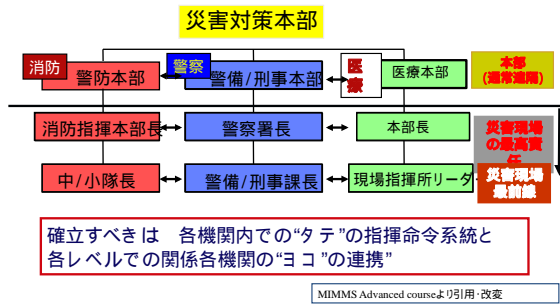 災害対策本部
消防
警防本部
警察
警備/刑事本部
医療
医療本部
本部
(通常遠隔)
消防指揮本部長
警察署長
本部長
災害現場の最高責任
中/小隊長
警備/刑事課長
現場指揮所リーダー
災害現場
最前線
確立すべきは 各機関内での“タテ”の指揮命令系統と
各レベルでの関係各機関の“ヨコ”の連携”
MIMMS Advanced courseより引用・改変